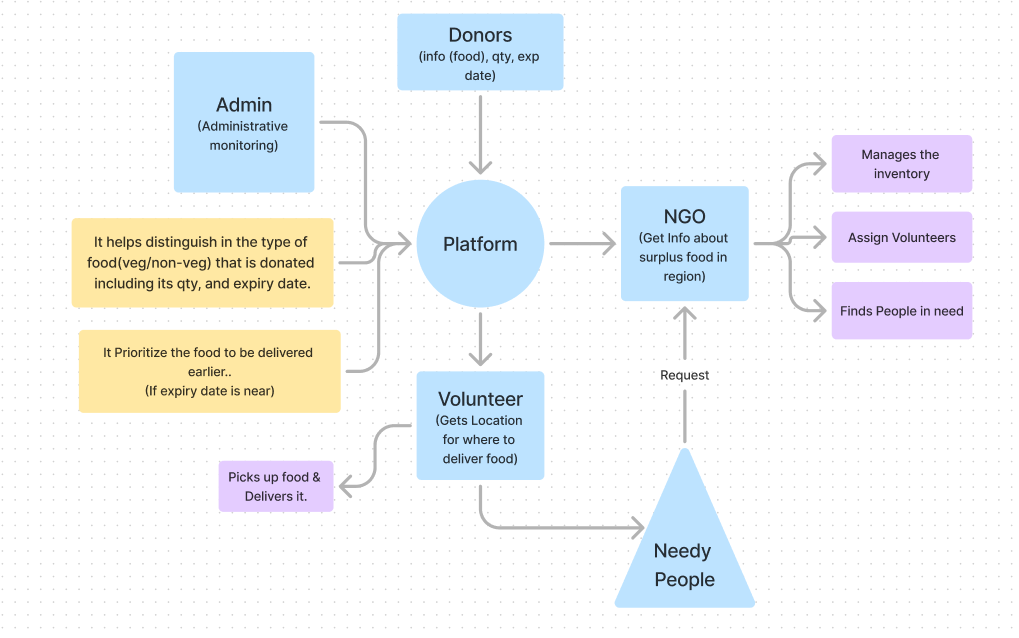 Donors
(info (food), qty, exp
date)
Admin
(Administrative
monitoring)
Platform
It helps distinguish in the type of
food(veg/non-veg) that is donated
including its qty, and expiry date.
It Prioritize the food to be delivered
earlier..
(If expiry date is near)
NGO
(Get Info about
surplus food in
region)
Manages the
inventory
Assign Volunteers
Finds People in need
Request
Volunteer
(Gets Location
for where to
deliver food)
Picks up food &
Delivers it.
Needy
People